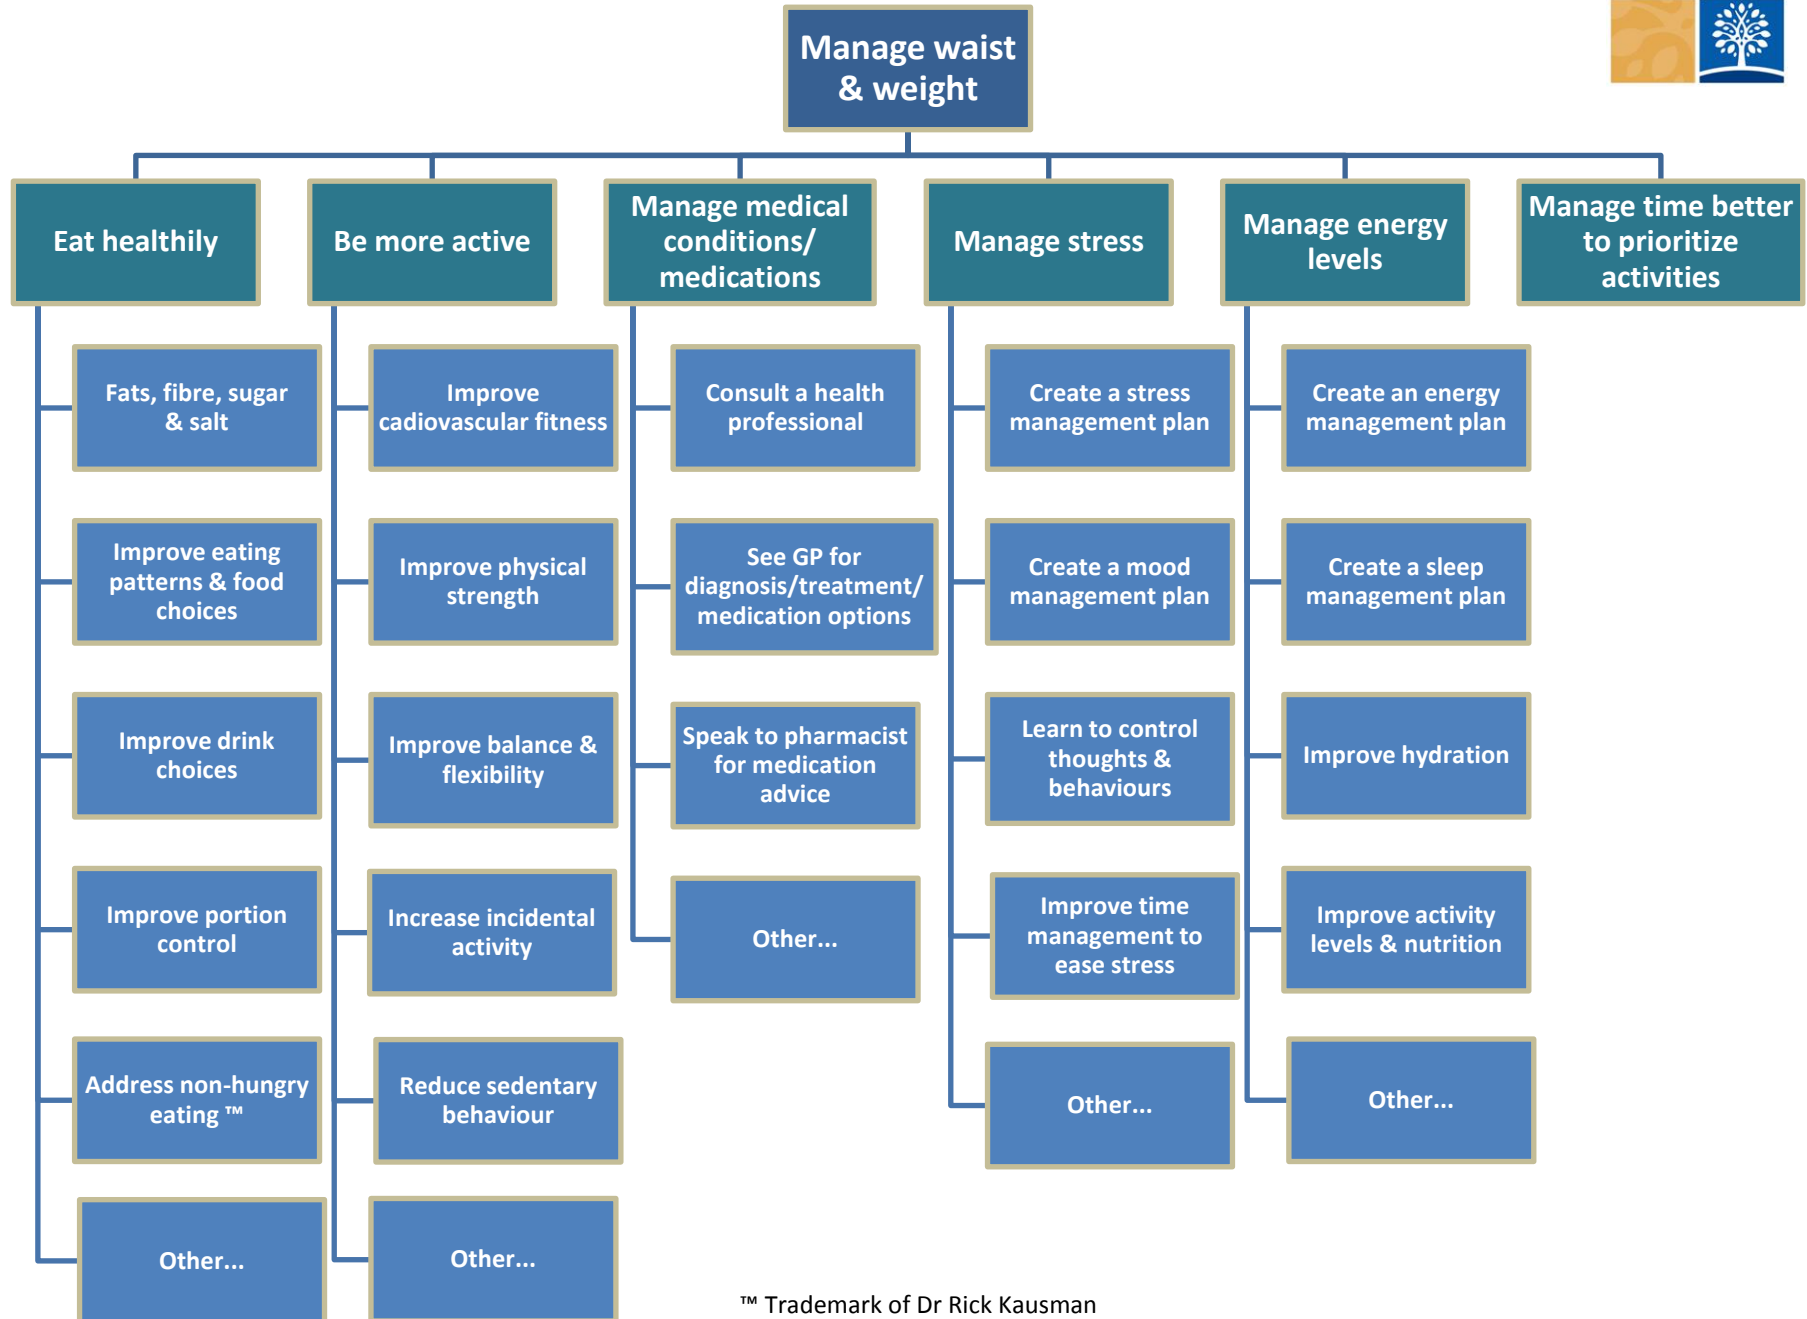 Manage waist
& weight
Eat healthily
Be more active
Manage medical
conditions/
medications
Manage stress
Manage energy
levels
Manage time better
to prioritize
activities
Fats, fibre, sugar
& salt
Improve eating
patterns & food
choices
Improve drink
choices
Improve portion
control
Address non-hungry
eating ™
Other...
Improve
cadiovascular fitness
Improve physical
strength
Improve balance &
flexibility
Increase incidental
activity
Reduce sedentary
behaviour
Other...
Consult a health
professional
See GP for
diagnosis/treatment/
medication options
Speak to pharmacist
for medication
advice
Other...
Create a stress
management plan
Create a mood
management plan
Learn to control
thoughts &
behaviours
Improve time
management to
ease stress
Other...
Create an energy
management plan
Create a sleep
management plan
Improve hydration
Improve activity
levels & nutrition
Other...
™ Trademark of Dr Rick Kausman